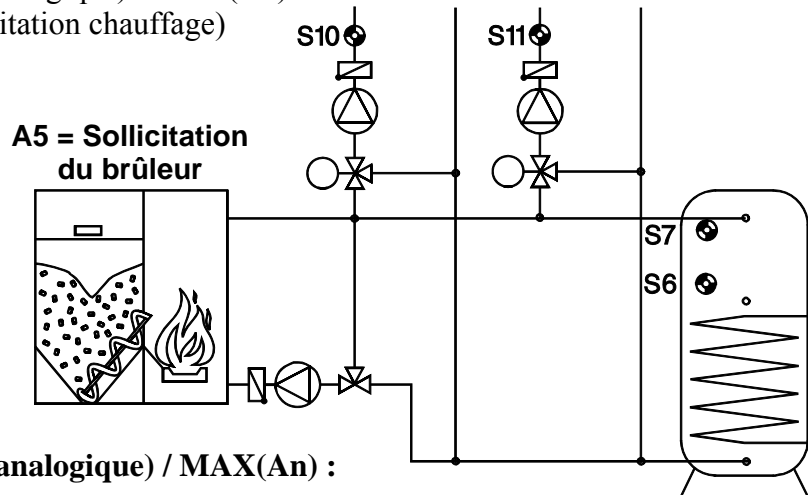 itation chauffage)
S10
S11
A5 = Sollicitation
du brûleur
S7
S6
analogique) / MAX(An) :